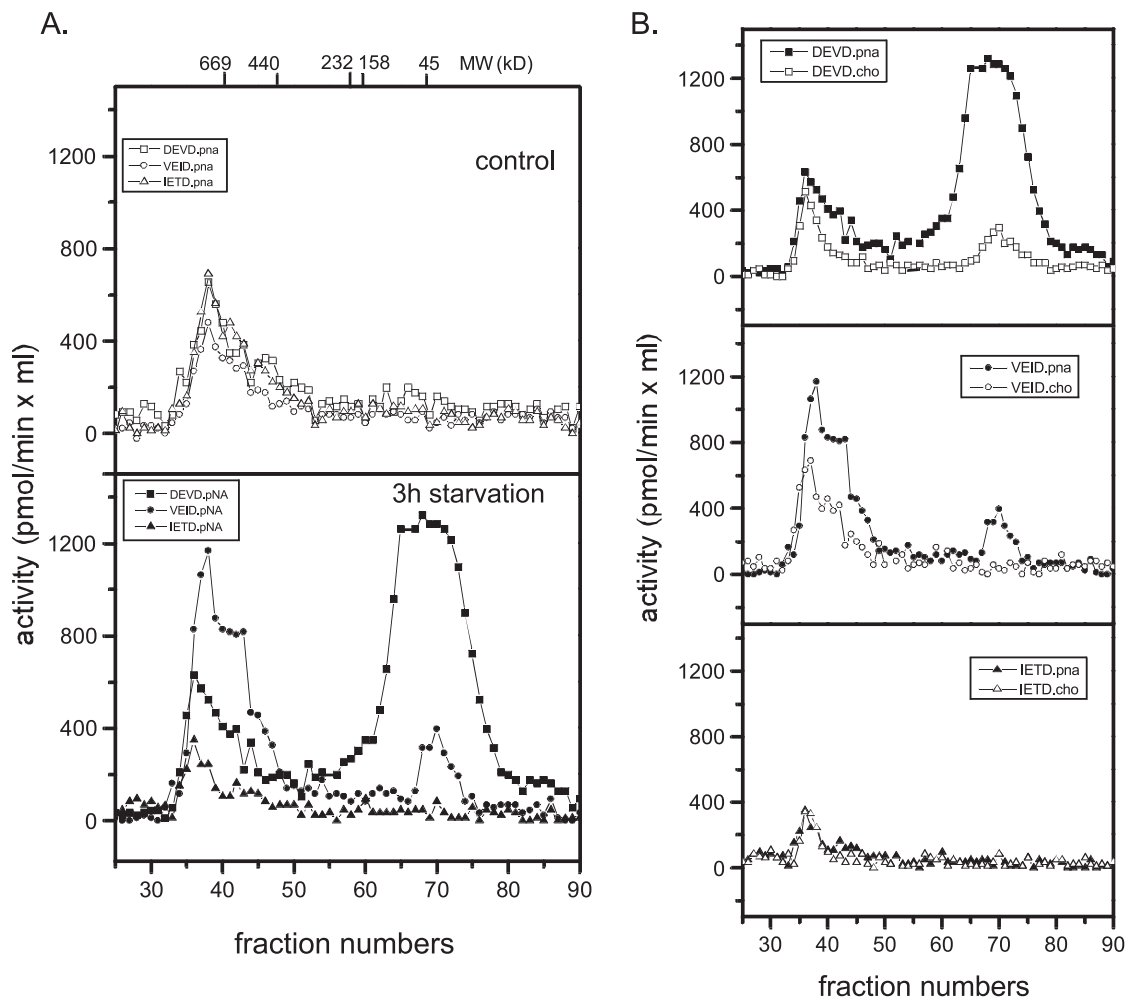 A.
669 440 232 158 45 MW (kD)
DEVD.pna
VEID.pna
IETD.pna
control
1200
800
400
0
DEVD.pNA
VEID.pNA
IETD.pNA
3h starvation
1200
800
400
0
30 40 50 60 70 80 90
fraction numbers
activity (pmol/min x ml)
B.
DEVD.pna
DEVD.cho
1200
800
400
0
VEID.pna
VEID.cho
1200
800
400
0
IETD.pna
IETD.cho
1200
800
400
0
30 40 50 60 70 80 90
fraction numbers
activity (pmol/min x ml)